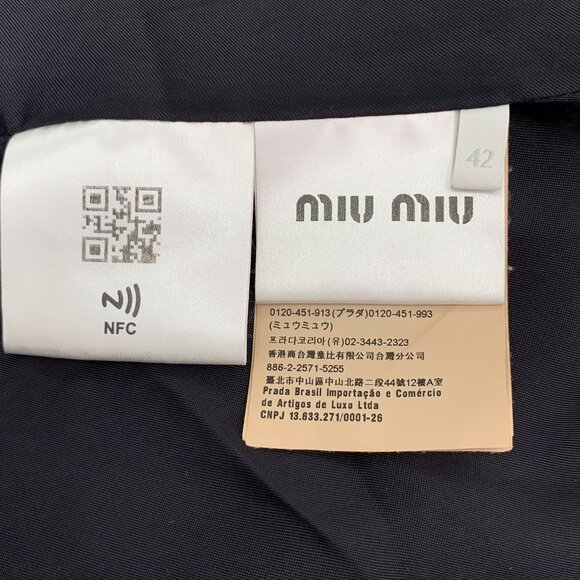 NFC
42
miu miu
0120-451-913(プラダ)0120-451-993
(ミュウミュウ)
프라다코리아(유)02-3443-2323
香港商台灣普比有限公司台灣分公司
886-2-2571-5255
臺北市中山區中山北路二段44號12樓A室
Prada Brasil Importação e Comércio
de Artigos de Luxo Ltda
CNPJ 13.633.271/0001-26